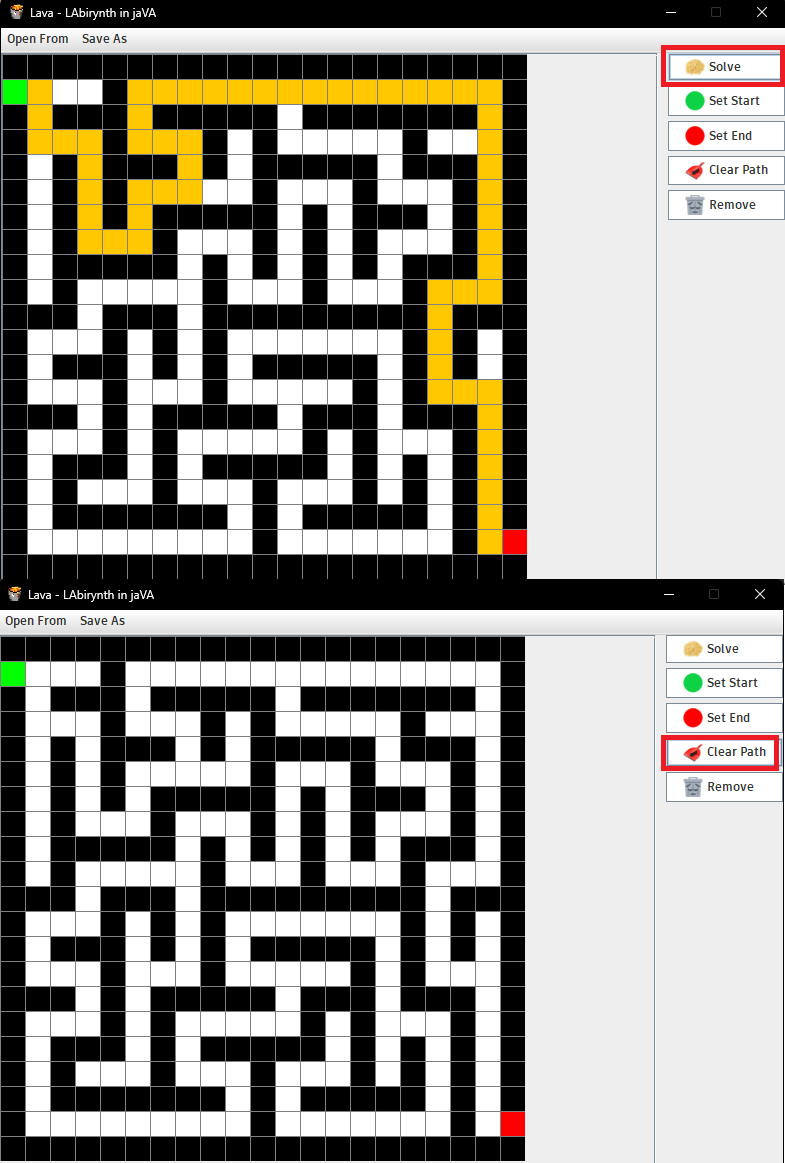 Lava - LAbirynth in jaVA
Open From Save As
Solve
Set Start
Set End
Clear Path
Remove
Lava - LAbirynth in jaVA
Open From Save As
Solve
Set Start
Set End
Clear Path
Remove